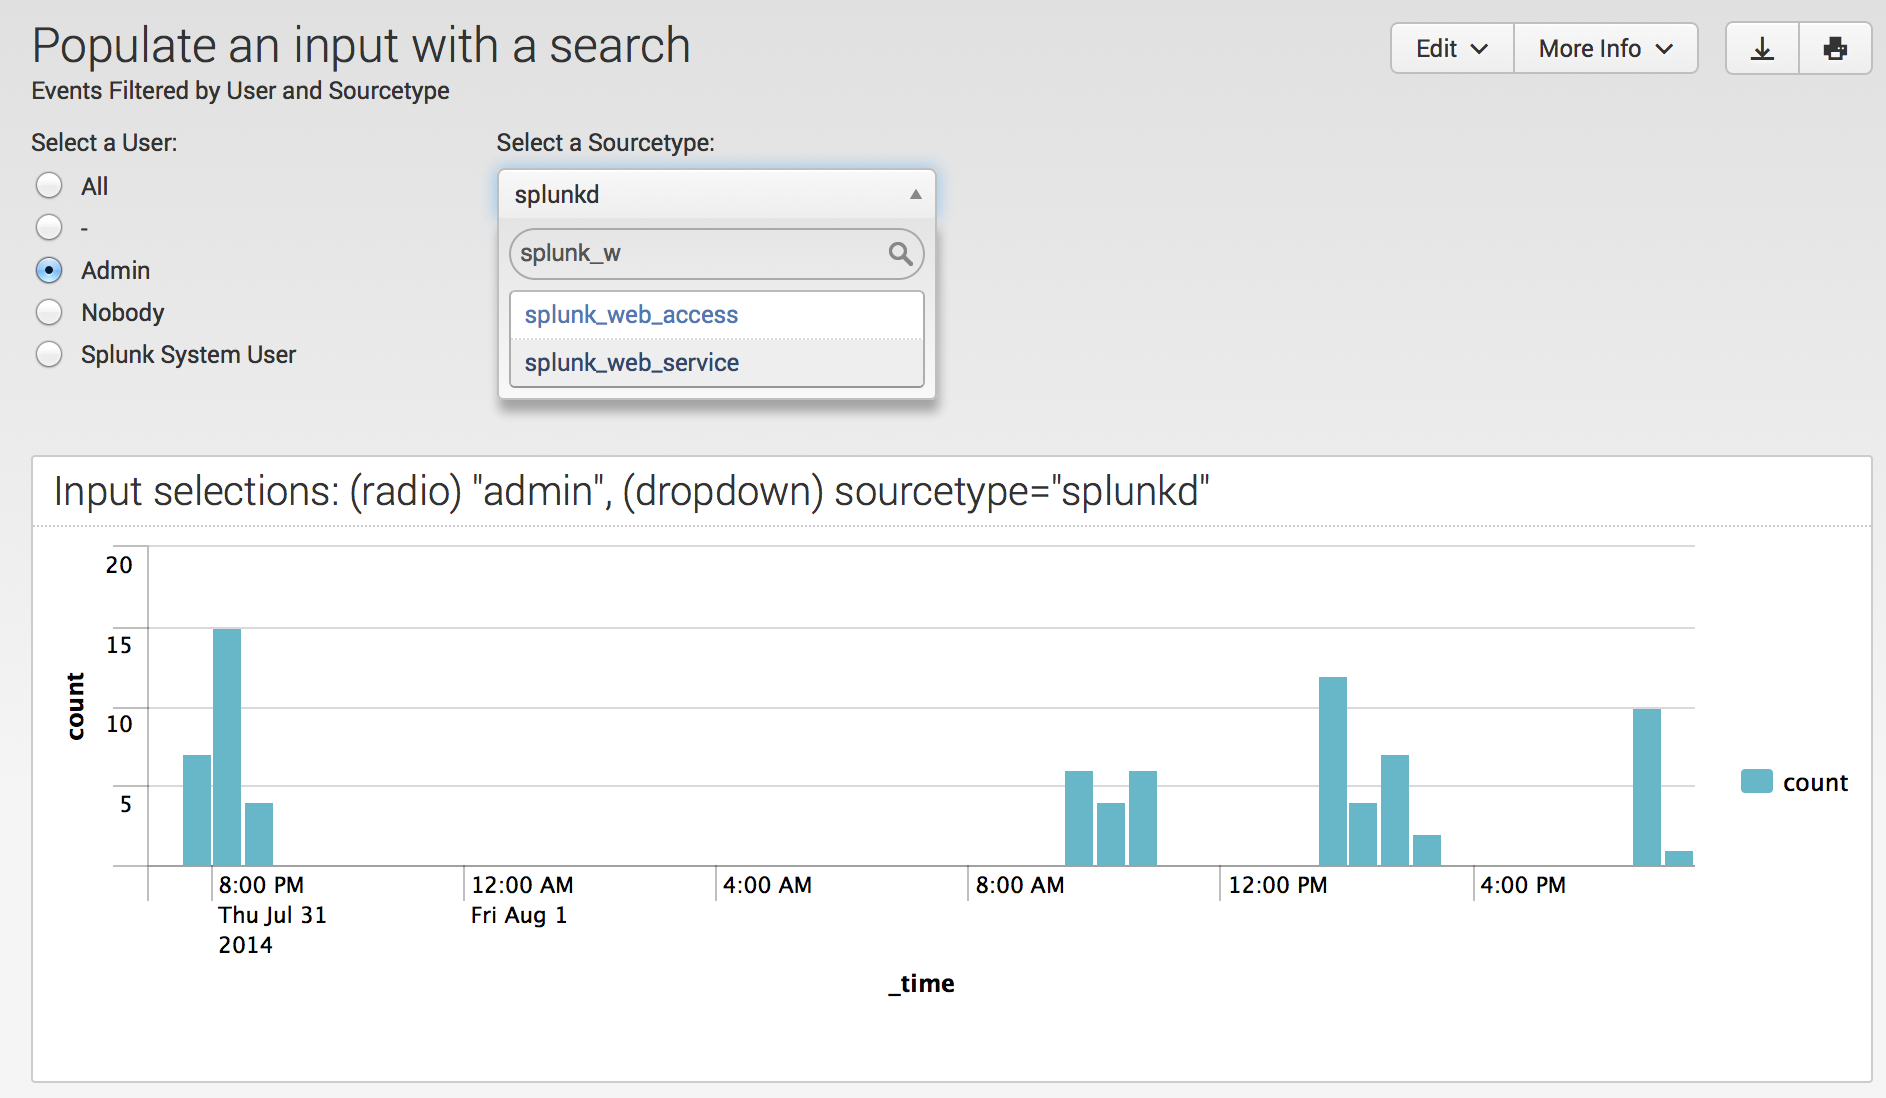 Populate an input with a search
Edit
More Info
Events Filtered by User and Sourcetype
Select a User:
All
-
Admin
Nobody
Splunk System User
Select a Sourcetype:
splunkd
splunk_w
splunk_web_access
splunk_web_service
Input selections: (radio) "admin", (dropdown) sourcetype="splunkd"
20
15
10
5
count
8:00 PM
Thu Jul 31
2014
12:00 AM
Fri Aug 1
4:00 AM
8:00 AM
12:00 PM
4:00 PM
_time
count